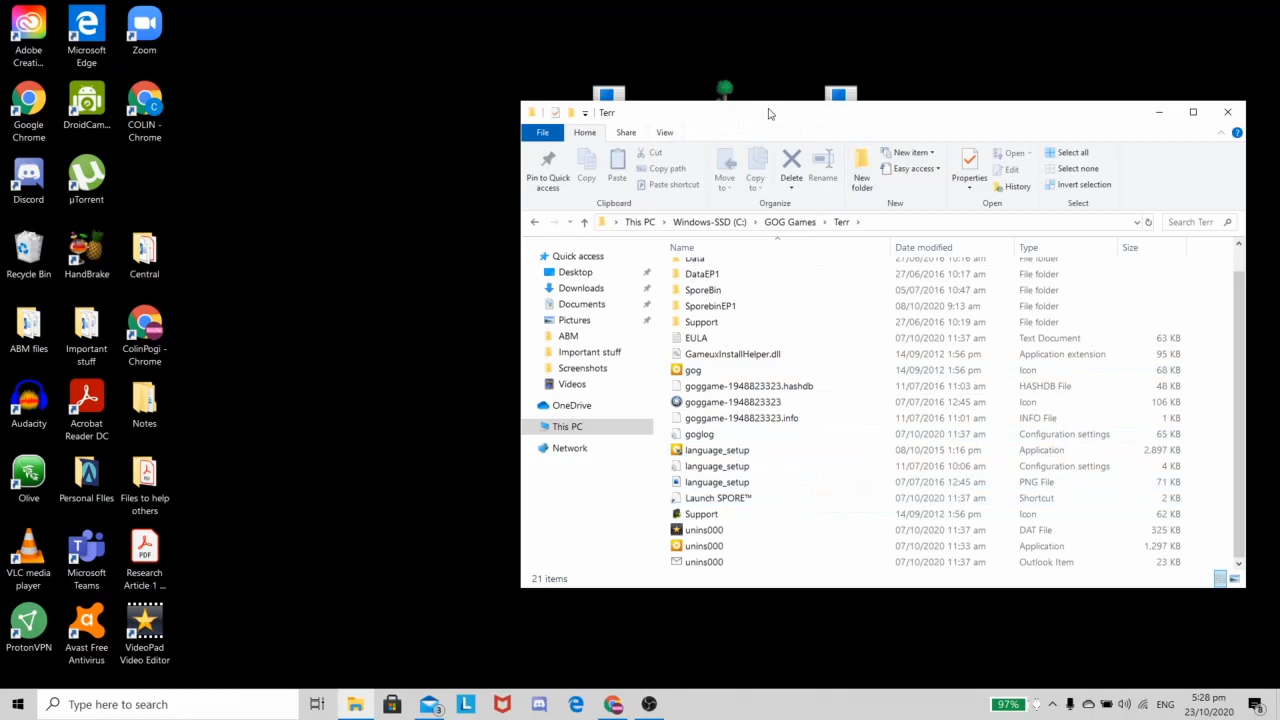 Adobe Creati...
Microsoft Edge
Zoom
Google Chrome
DroidCam...
COLIN - Chrome
Discord
µTorrent
Recycle Bin
HandBrake
Central
ABM files
Important stuff
ColinPogi - Chrome
Audacity
Acrobat Reader DC
Notes
Olive
Personal FIles
Files to help others
VLC media player
Microsoft Teams
Research Article 1 ...
ProtonVPN
Avast Free Antivirus
VideoPad Video Editor
Terr
File Home Share View
Pin to Quick access
Copy
Paste
Cut
Copy path
Paste shortcut
Clipboard
Move to
Copy to
Delete
Rename
Organize
New folder
New item
Easy access
New
Properties
Open
Edit
History
Open
Select all
Select none
Invert selection
Select
This PC > Windows-SSD (C:) > GOG Games > Terr >
Search Terr
Quick access
Desktop
Downloads
Documents
Pictures
ABM
Important stuff
Screenshots
Videos
OneDrive
This PC
Network
Name Date modified Type Size
Data 27/06/2016 10:16 am File folder
DataEP1 27/06/2016 10:17 am File folder
SporeBin 05/07/2016 10:47 am File folder
SporebinEP1 08/10/2020 9:13 am File folder
Support 27/06/2016 10:19 am File folder
EULA 07/10/2020 11:37 am Text Document 63 KB
GameuxInstallHelper.dll 14/09/2012 1:56 pm Application extension 95 KB
gog 14/09/2012 1:56 pm Icon 68 KB
goggame-1948823323.hashdb 11/07/2016 11:03 am HASHDB File 48 KB
goggame-1948823323 07/07/2016 12:45 am Icon 106 KB
goggame-1948823323.info 11/07/2016 11:01 am INFO File 1 KB
goglog 07/10/2020 11:37 am Configuration settings 65 KB
language_setup 08/10/2015 1:16 pm Application 2,897 KB
language_setup 11/07/2016 10:06 am Configuration settings 4 KB
language_setup 07/07/2016 12:45 am PNG File 71 KB
Launch SPORE™ 07/10/2020 11:37 am Shortcut 2 KB
Support 14/09/2012 1:56 pm Icon 62 KB
unins000 07/10/2020 11:37 am DAT File 325 KB
unins000 07/10/2020 11:33 am Application 1,297 KB
unins000 07/10/2020 11:37 am Outlook Item 23 KB
21 items
Type here to search
3
97%
ENG
5:28 pm
23/10/2020
8